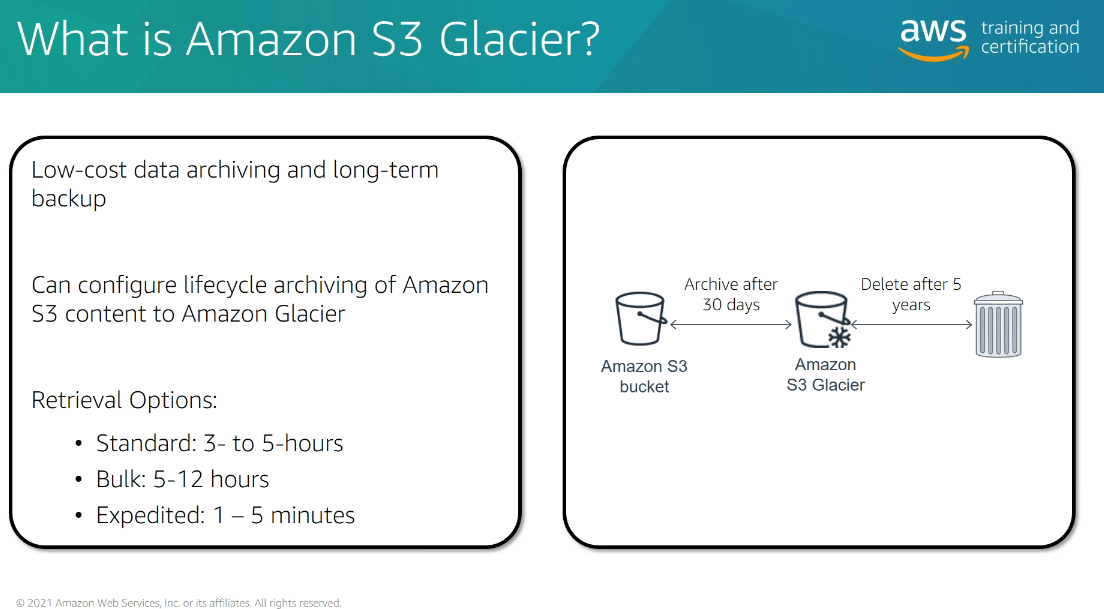 What is Amazon S3 Glacier?
aws training and
certification
Low-cost data archiving and long-term
backup
Can configure lifecycle archiving of Amazon
S3 content to Amazon Glacier
Retrieval Options:
• Standard: 3- to 5-hours
• Bulk: 5-12 hours
• Expedited: 1 – 5 minutes
Archive after
30 days
Delete after 5
years
Amazon S3
bucket
Amazon
S3 Glacier
© 2021 Amazon Web Services, Inc. or its affiliates. All rights reserved.